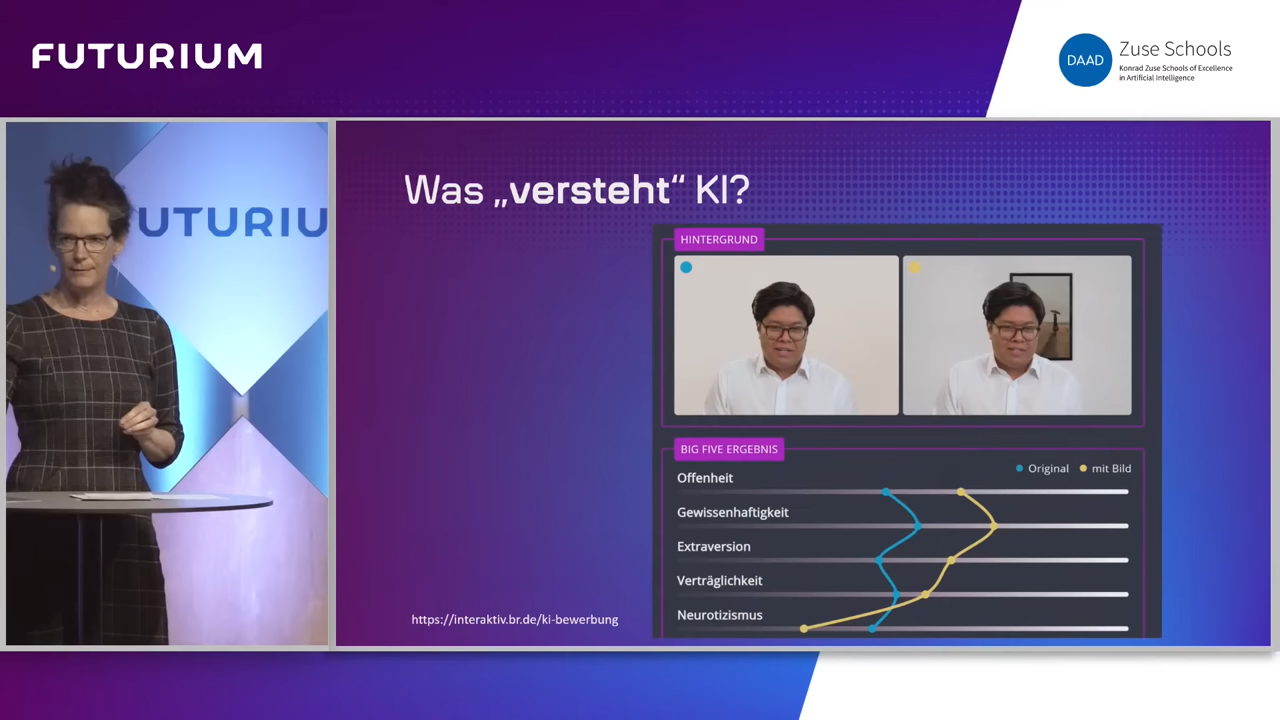 FUTURIUM
DAAD
Zuse Schools
Konrad Zuse Schools of Excellence
in Artificial Intelligence
UTURIU
Was „versteht“ KI?
HINTERGRUND
BIG FIVE ERGEBNIS
Original
mit Bild
Offenheit
Gewissenhaftigkeit
Extraversion
Verträglichkeit
Neurotizismus
https://interaktiv.br.de/ki-bewerbung